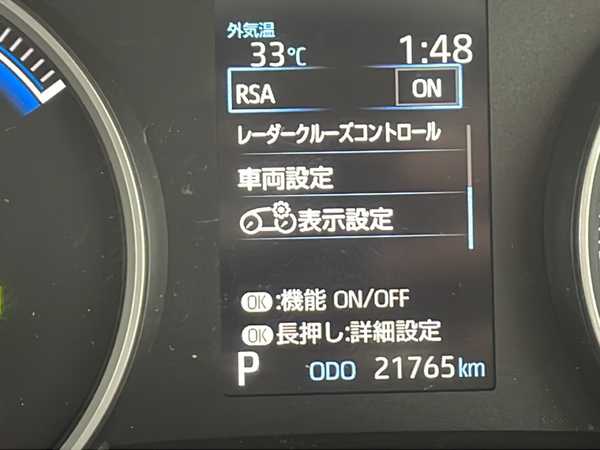 外気温
33℃ 1:48
RSA ON
レーダークルーズコントロール
車両設定
表示設定
OK:機能 ON/OFF
OK長押し:詳細設定
P ODO 21765km